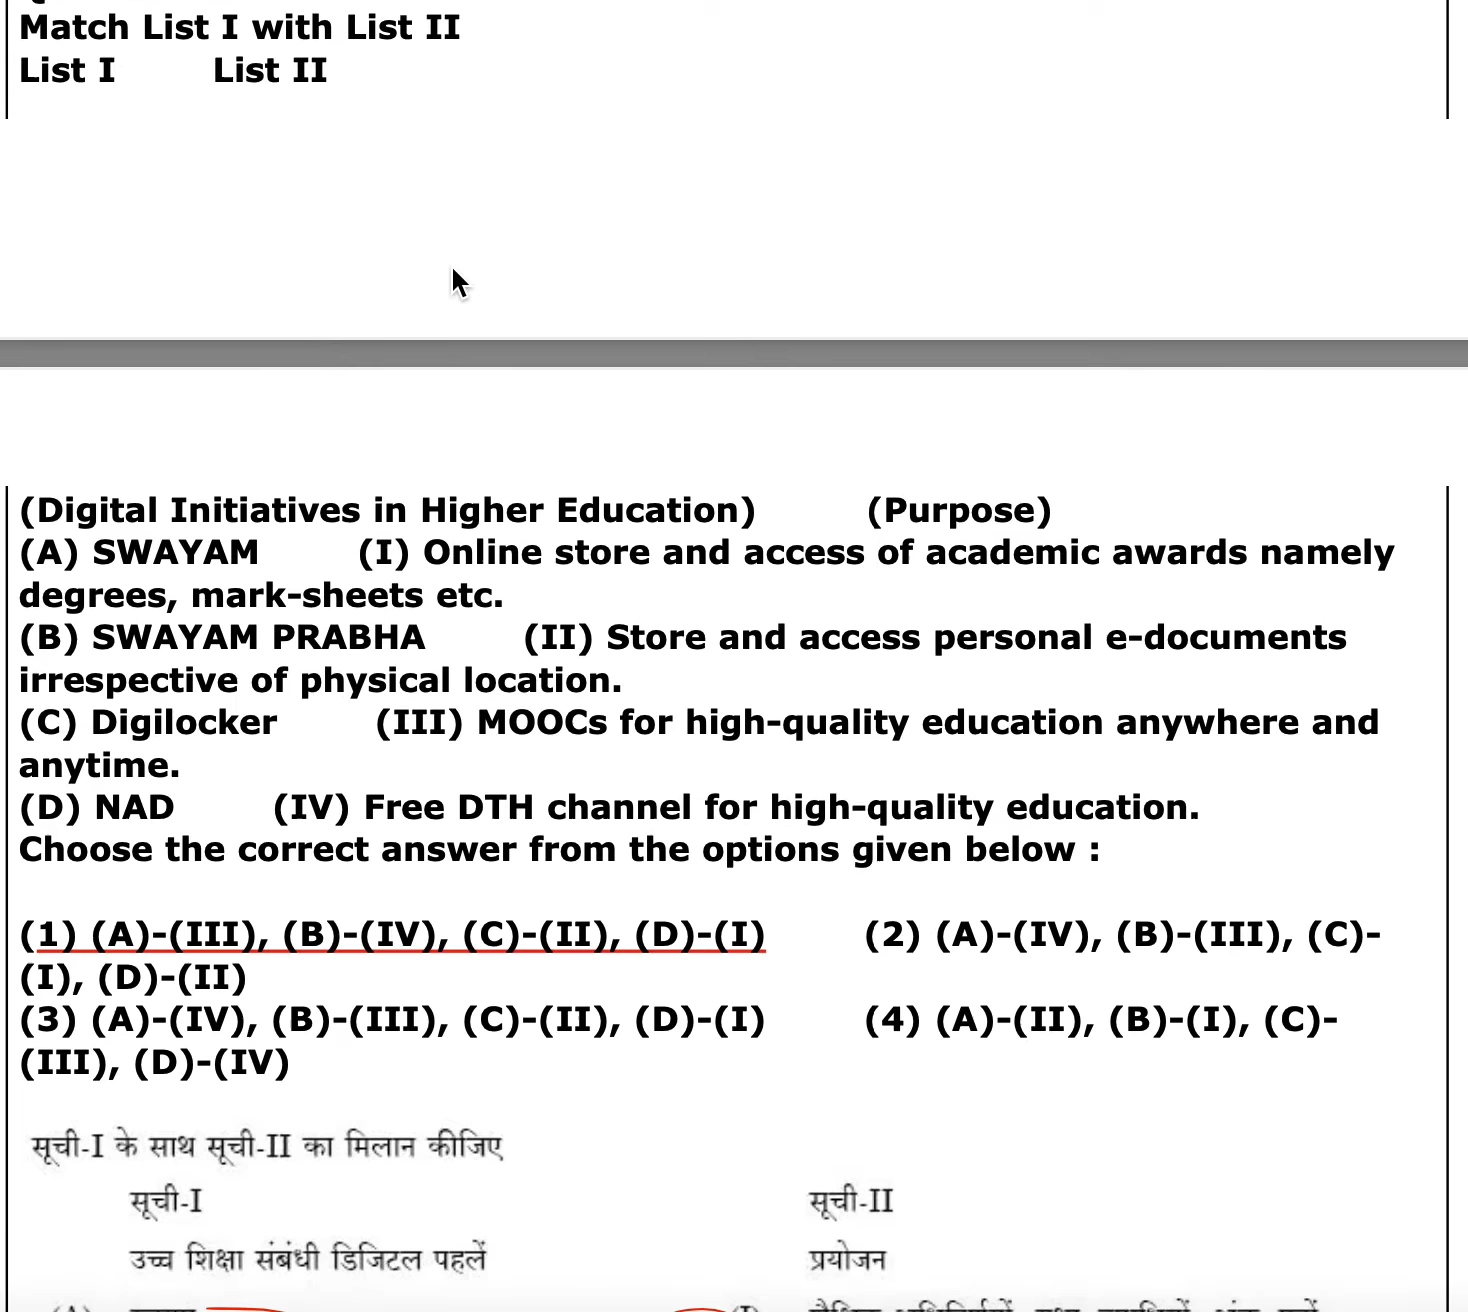 Match List I with List II
List I List II
(Digital Initiatives in Higher Education) (Purpose)
(A) SWAYAM (I) Online store and access of academic awards namely
degrees, mark-sheets etc.
(B) SWAYAM PRABHA (II) Store and access personal e-documents
irrespective of physical location.
(C) Digilocker (III) MOOCs for high-quality education anywhere and
anytime.
(D) NAD (IV) Free DTH channel for high-quality education.
Choose the correct answer from the options given below :
(1) (A)-(III), (B)-(IV), (C)-(II), (D)-(I) (2) (A)-(IV), (B)-(III), (C)-
(I), (D)-(II)
(3) (A)-(IV), (B)-(III), (C)-(II), (D)-(I) (4) (A)-(II), (B)-(I), (C)-
(III), (D)-(IV)
सूची-I के साथ सूची-II का मिलान कीजिए
सूची-I सूची-II
उच्च शिक्षा संबंधी डिजिटल पहलें प्रयोजन